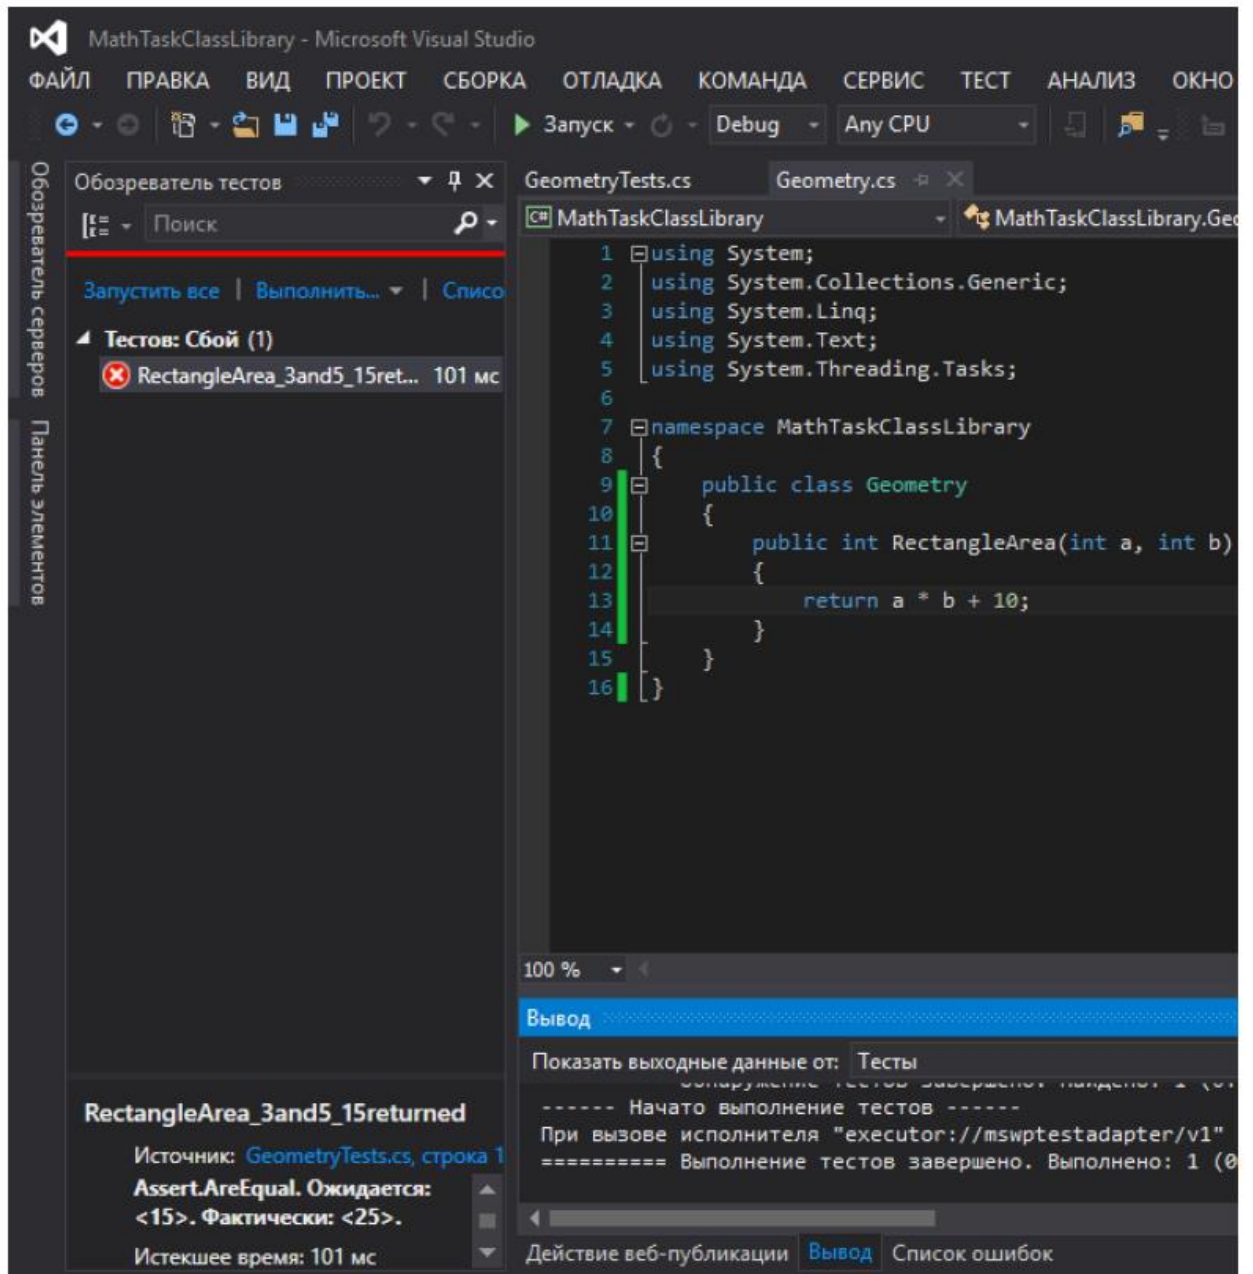 MathTaskClassLibrary - Microsoft Visual Studio
ФАЙЛ ПРАВКА ВИД ПРОЕКТ СБОРКА ОТЛАДКА КОМАНДА СЕРВИС ТЕСТ АНАЛИЗ ОКНО
Запуск Debug Any CPU
Обозреватель серверов
Панель элементов
Обозреватель тестов
Поиск
Запустить все | Выполнить... | Списо
Тестов: Сбой (1)
RectangleArea_3and5_15ret... 101 мс
GeometryTests.cs Geometry.cs
MathTaskClassLibrary MathTaskClassLibrary.Geo
1 using System;
2 using System.Collections.Generic;
3 using System.Linq;
4 using System.Text;
5 using System.Threading.Tasks;
6
7 namespace MathTaskClassLibrary
8 {
9 public class Geometry
10 {
11 public int RectangleArea(int a, int b)
12 {
13 return a * b + 10;
14 }
15 }
16 }
100 %
Вывод
Показать выходные данные от: Тесты
------ Начато выполнение тестов ------
При вызове исполнителя "executor://mswptestadapter/v1"
========== Выполнение тестов завершено. Выполнено: 1 (0
Действие веб-публикации Вывод Список ошибок
RectangleArea_3and5_15returned
Источник: GeometryTests.cs, строка 1
Assert.AreEqual. Ожидается:
<15>. Фактически: <25>.
Истекшее время: 101 мс